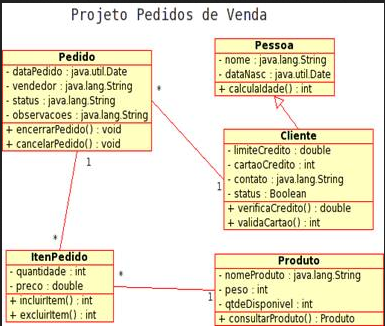 Projeto Pedidos de Venda
Pedido
- dataPedido : java.util.Date
- vendedor : java.lang.String
- status : java.lang.String
- observacoes : java.lang.String
+ encerrarPedido() : void
+ cancelarPedido() : void
Pessoa
- nome : java.lang.String
- dataNasc : java.util.Date
+ calculaIdade() : int
*
1
Cliente
- limiteCredito : double
- cartaoCredito : int
- contato : java.lang.String
- status : Boolean
+ verificaCredito() : double
+ validaCartao() : int
1
*
ItenPedido
- quantidade : int
- preco : double
+ incluirItem() : int
+ excluirItem() : int
*
1
Produto
- nomeProduto : java.lang.String
- peso : int
- qtdeDisponivel : int
+ consultarProduto() : Produto